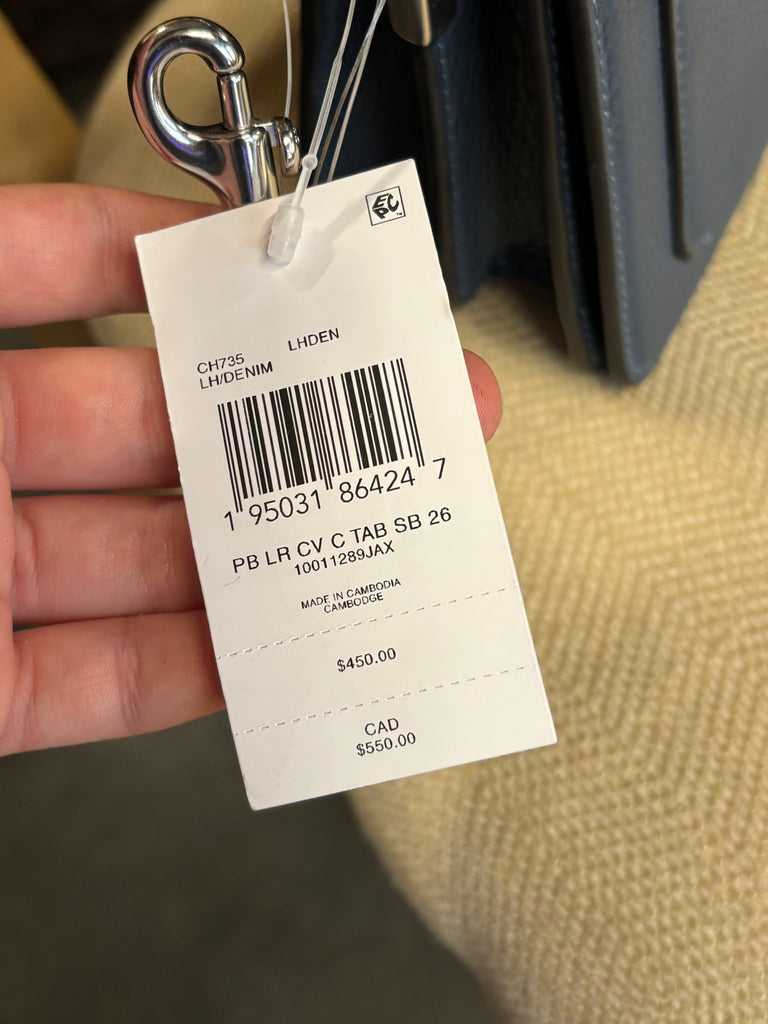 EPC
LHDEN
CH735
LH/DENIM
1 95031 86424 7
PB LR CV C TAB SB 26
10011289JAX
MADE IN CAMBODIA
CAMBODGE
$450.00
CAD
$550.00